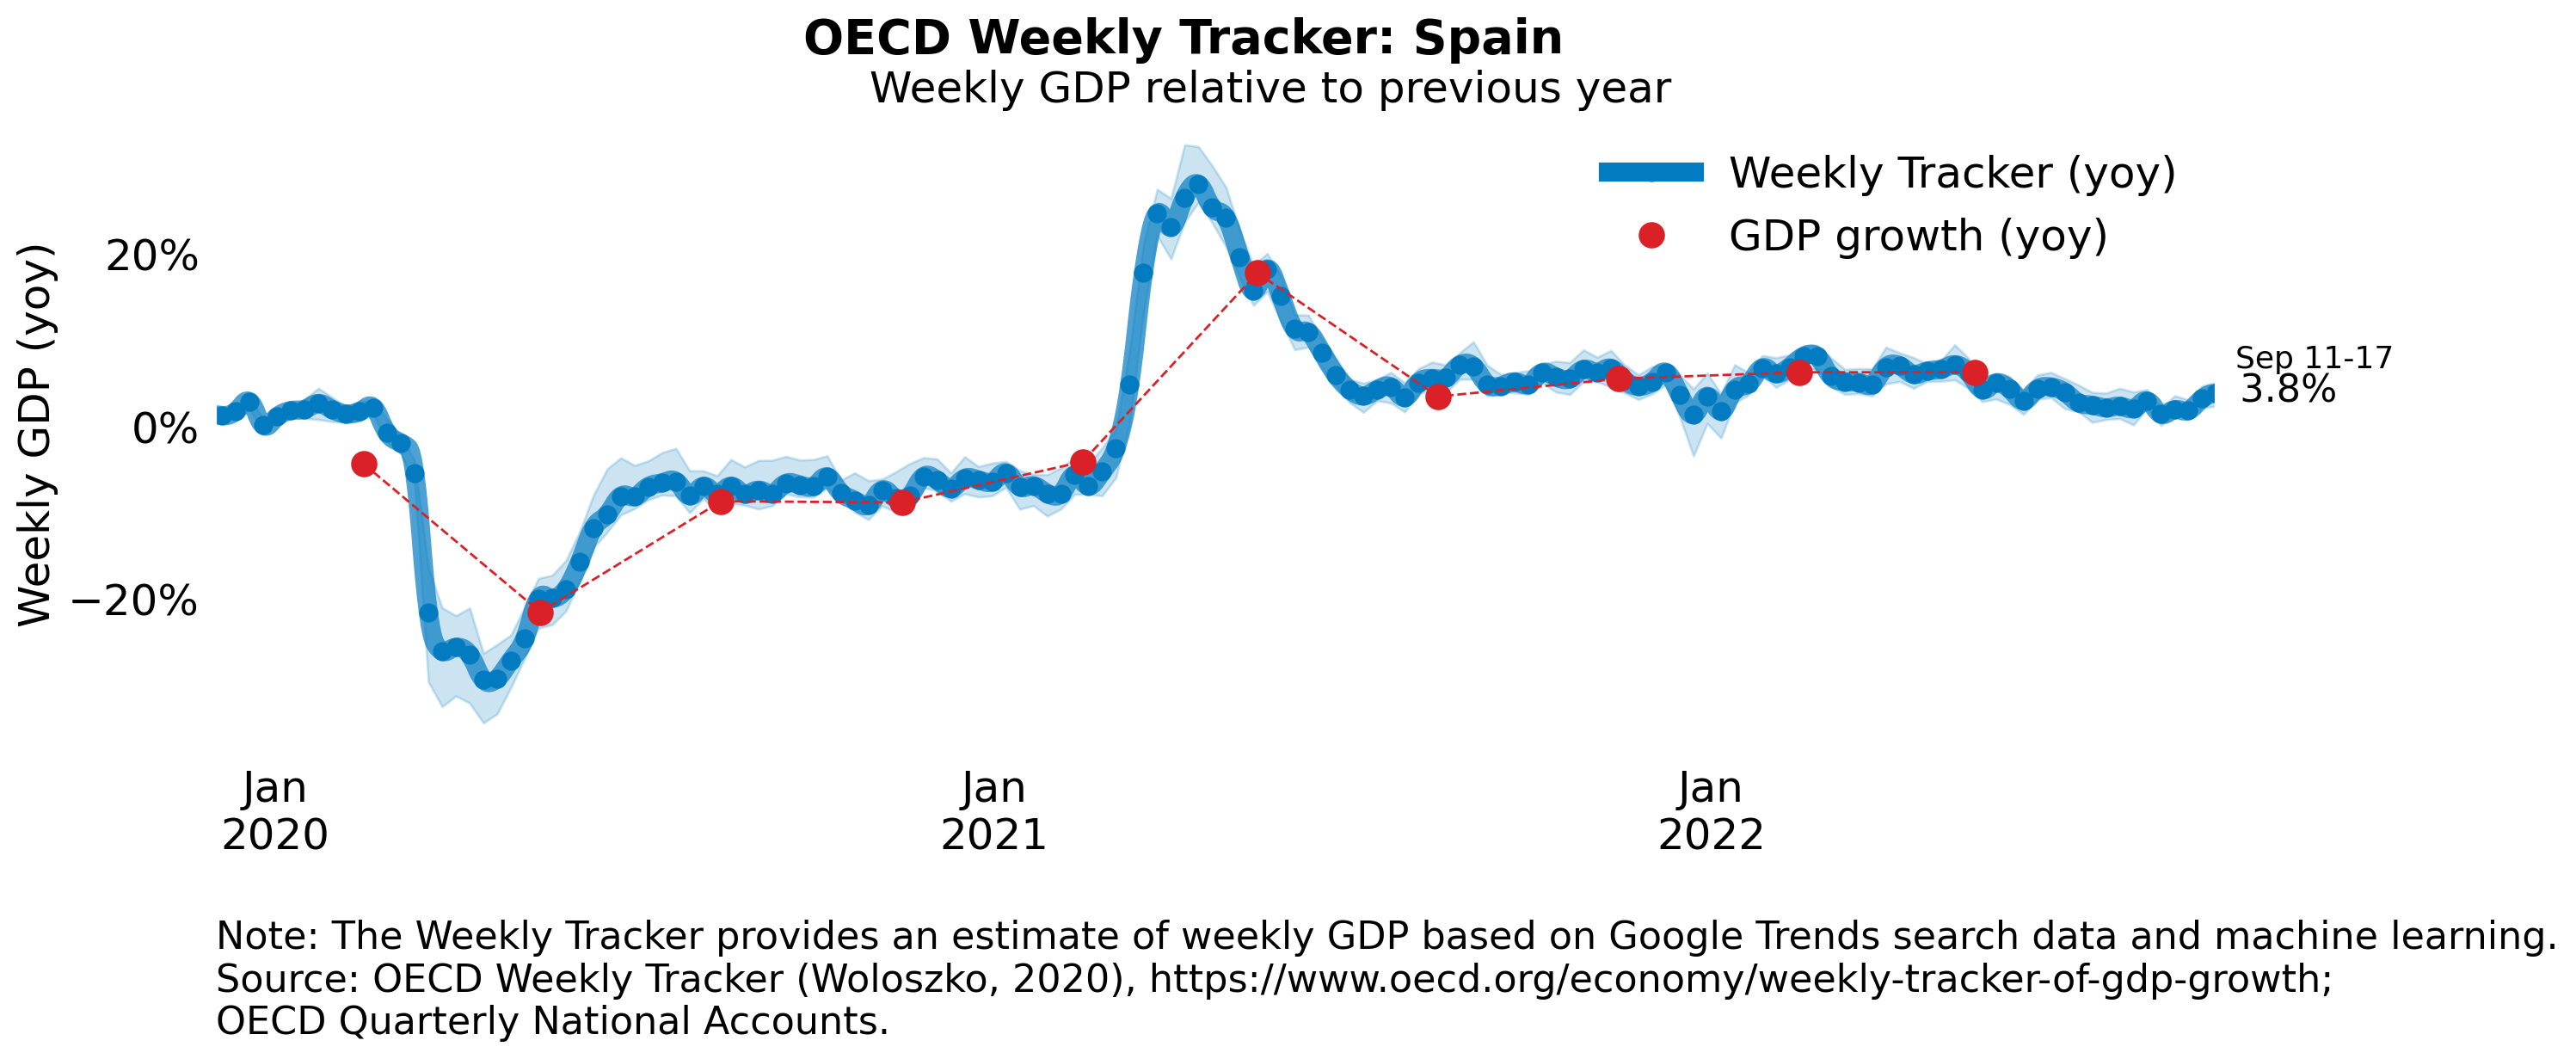 OECD Weekly Tracker: Spain
Weekly GDP relative to previous year
Weekly Tracker (yoy)
GDP growth (yoy)
Weekly GDP (yoy)
20%
0%
−20%
Sep 11-17
3.8%
Jan
2020
Jan
2021
Jan
2022
Note: The Weekly Tracker provides an estimate of weekly GDP based on Google Trends search data and machine learning.
Source: OECD Weekly Tracker (Woloszko, 2020), https://www.oecd.org/economy/weekly-tracker-of-gdp-growth;
OECD Quarterly National Accounts.